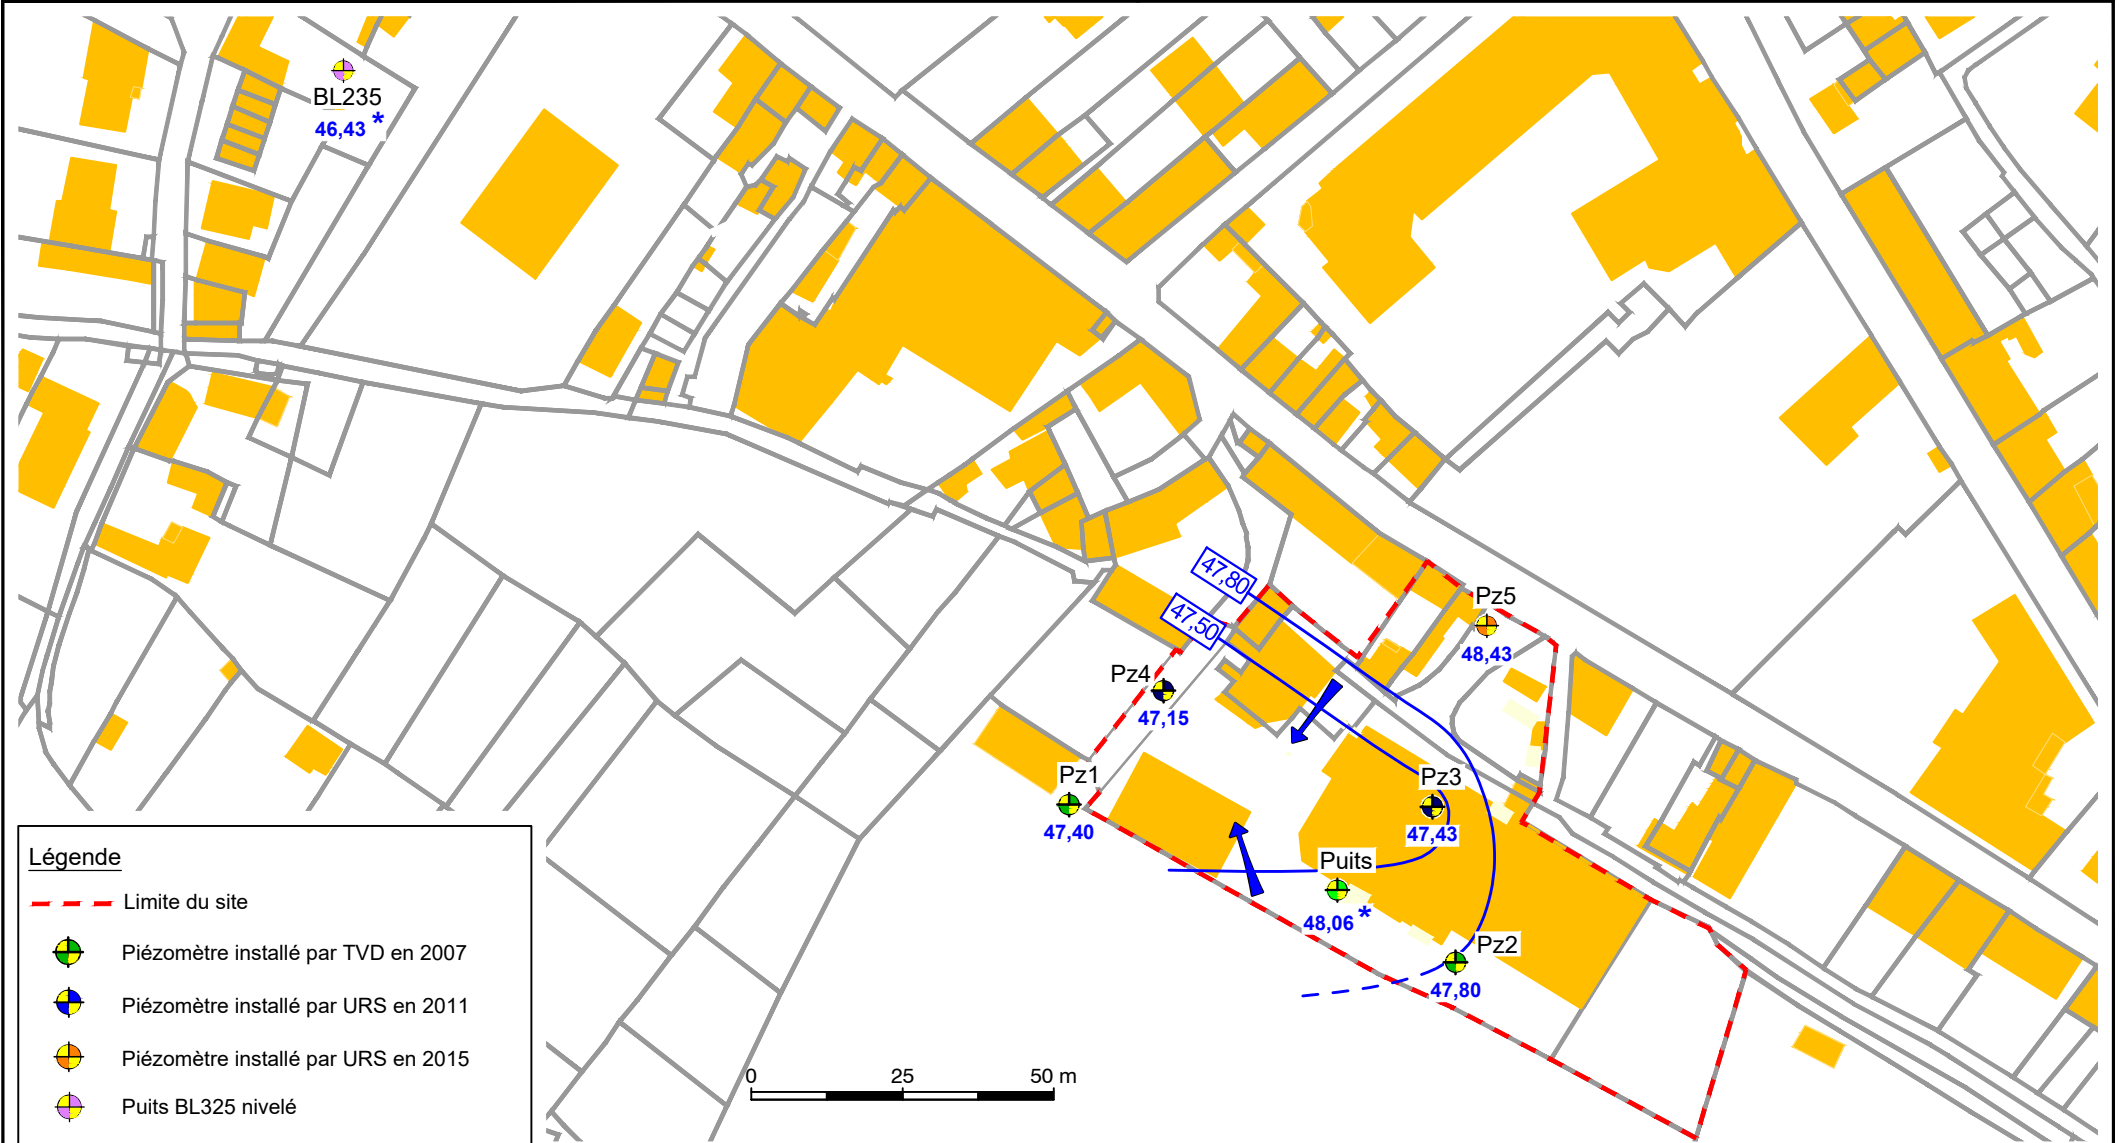 BL235
46,43 *
47,80
47,50
Pz5
48,43
Pz4
47,15
Pz1
47,40
Pz3
47,43
Puits
48,06 *
Pz2
47,80
Légende
Limite du site
Piézomètre installé par TVD en 2007
Piézomètre installé par URS en 2011
Piézomètre installé par URS en 2015
Puits BL325 nivelé
0 25 50 m